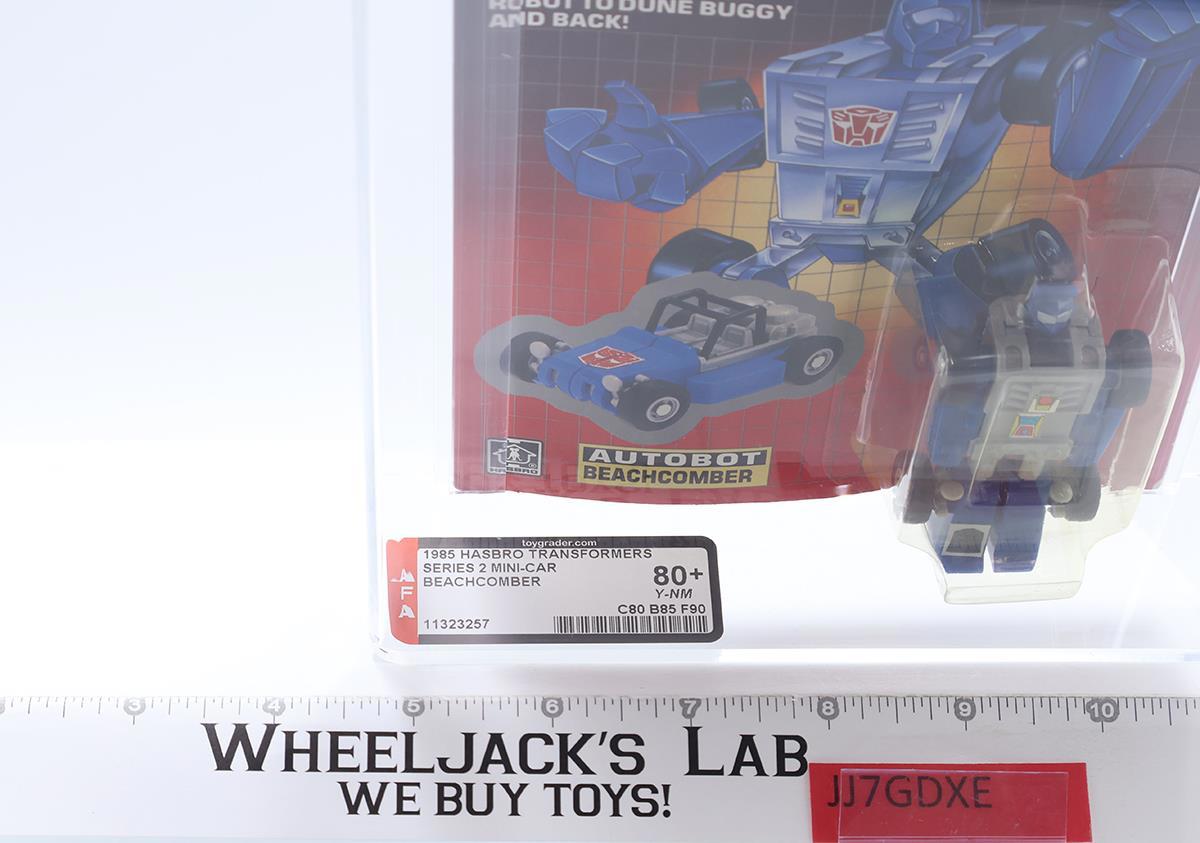 ROBOT TO DUNE BUGGY
AND BACK!
HASBRO
AUTOBOT
BEACHCOMBER
toygrader.com
AFA
1985 HASBRO TRANSFORMERS
SERIES 2 MINI-CAR
BEACHCOMBER
80+
Y-NM
C80 B85 F90
11323257
3 4 5 6 7 8 9 10
WHEELJACK'S LAB
WE BUY TOYS!
JJ7GDXE